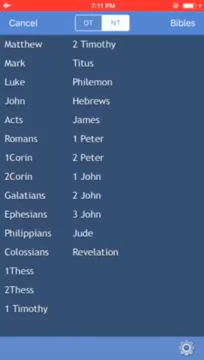 7:11 PM
Cancel OT NT Bibles
Matthew 2 Timothy
Mark Titus
Luke Philemon
John Hebrews
Acts James
Romans 1 Peter
1Corin 2 Peter
2Corin 1 John
Galatians 2 John
Ephesians 3 John
Philippians Jude
Colossians Revelation
1Thess
2Thess
1 Timothy